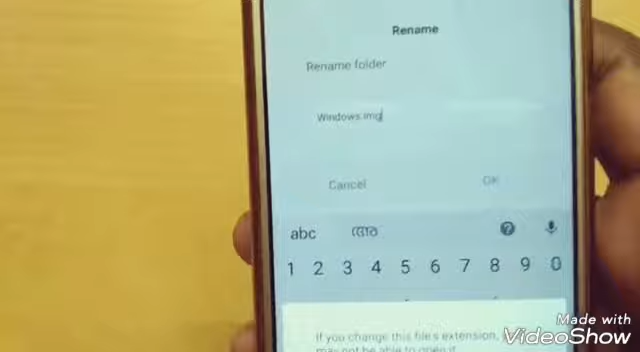 Rename
Rename folder
Windows.img
Cancel OK
abc
1 2 3 4 5 6 7 8 9 0
If you change this file's extension,
may not be able to open it
Made with
VideoShow